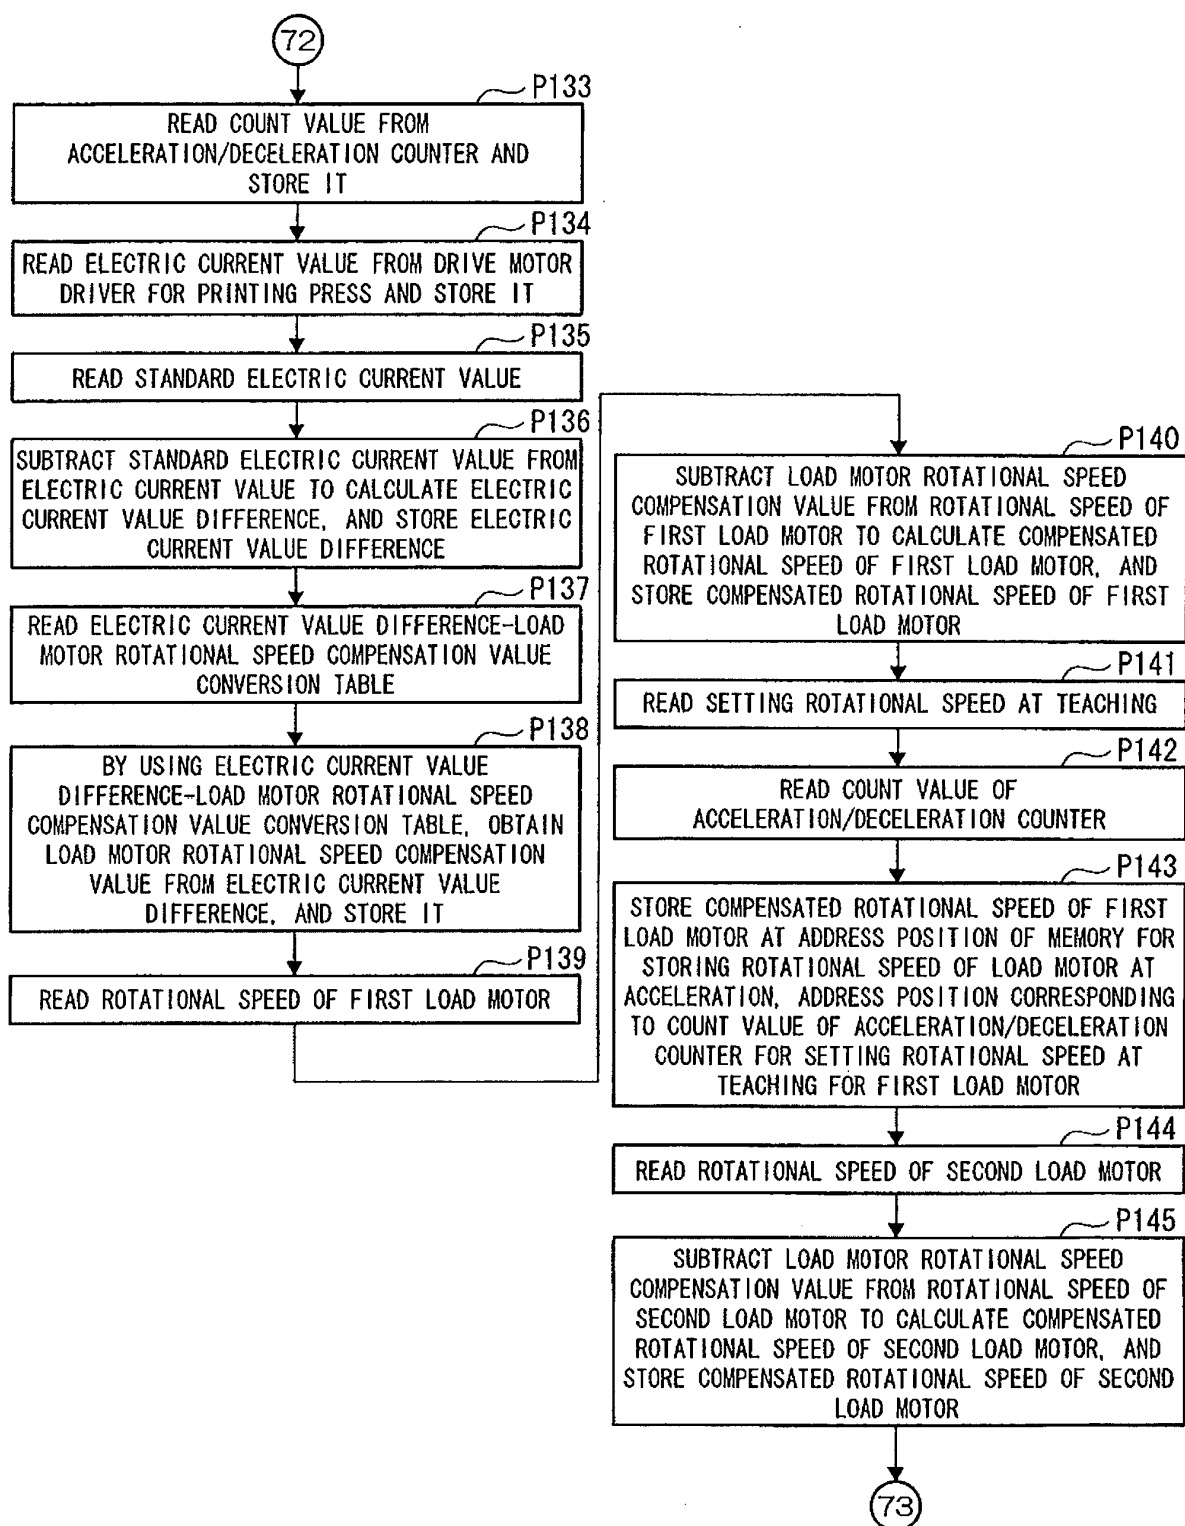 72
P133
READ COUNT VALUE FROM
ACCELERATION/DECELERATION COUNTER AND
STORE IT
P134
READ ELECTRIC CURRENT VALUE FROM DRIVE MOTOR
DRIVER FOR PRINTING PRESS AND STORE IT
P135
READ STANDARD ELECTRIC CURRENT VALUE
P136
SUBTRACT STANDARD ELECTRIC CURRENT VALUE FROM
ELECTRIC CURRENT VALUE TO CALCULATE ELECTRIC
CURRENT VALUE DIFFERENCE, AND STORE ELECTRIC
CURRENT VALUE DIFFERENCE
P137
READ ELECTRIC CURRENT VALUE DIFFERENCE-LOAD
MOTOR ROTATIONAL SPEED COMPENSATION VALUE
CONVERSION TABLE
P138
BY USING ELECTRIC CURRENT VALUE
DIFFERENCE-LOAD MOTOR ROTATIONAL SPEED
COMPENSATION VALUE CONVERSION TABLE, OBTAIN
LOAD MOTOR ROTATIONAL SPEED COMPENSATION
VALUE FROM ELECTRIC CURRENT VALUE
DIFFERENCE, AND STORE IT
P139
READ ROTATIONAL SPEED OF FIRST LOAD MOTOR
P140
SUBTRACT LOAD MOTOR ROTATIONAL SPEED
COMPENSATION VALUE FROM ROTATIONAL SPEED OF
FIRST LOAD MOTOR TO CALCULATE COMPENSATED
ROTATIONAL SPEED OF FIRST LOAD MOTOR, AND
STORE COMPENSATED ROTATIONAL SPEED OF FIRST
LOAD MOTOR
P141
READ SETTING ROTATIONAL SPEED AT TEACHING
P142
READ COUNT VALUE OF
ACCELERATION/DECELERATION COUNTER
P143
STORE COMPENSATED ROTATIONAL SPEED OF FIRST
LOAD MOTOR AT ADDRESS POSITION OF MEMORY FOR
STORING ROTATIONAL SPEED OF LOAD MOTOR AT
ACCELERATION, ADDRESS POSITION CORRESPONDING
TO COUNT VALUE OF ACCELERATION/DECELERATION
COUNTER FOR SETTING ROTATIONAL SPEED AT
TEACHING FOR FIRST LOAD MOTOR
P144
READ ROTATIONAL SPEED OF SECOND LOAD MOTOR
P145
SUBTRACT LOAD MOTOR ROTATIONAL SPEED
COMPENSATION VALUE FROM ROTATIONAL SPEED OF
SECOND LOAD MOTOR TO CALCULATE COMPENSATED
ROTATIONAL SPEED OF SECOND LOAD MOTOR, AND
STORE COMPENSATED ROTATIONAL SPEED OF SECOND
LOAD MOTOR
73